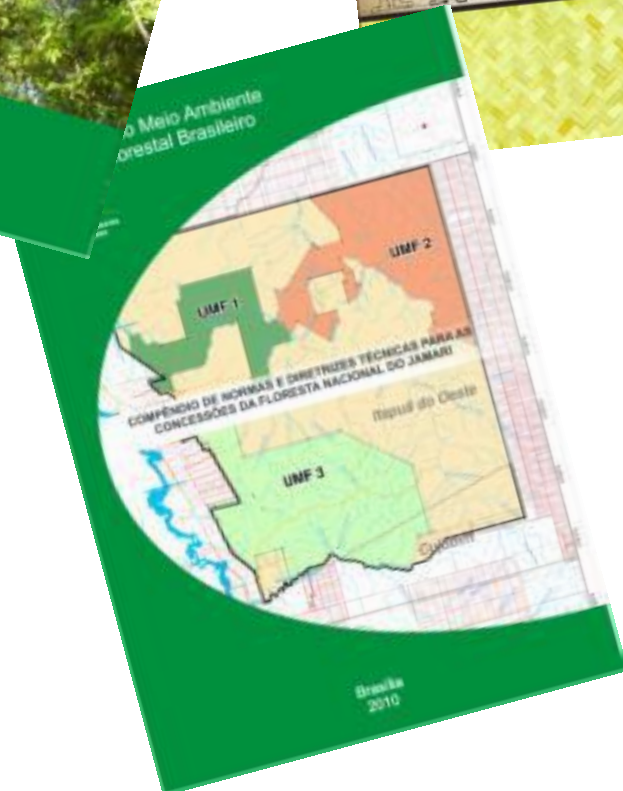 o Meio Ambiente
orestal Brasileiro
UMF 2
UMF 1
COMPÊNDIO DE NORMAS E DIRETRIZES TÉCNICAS PARA AS
CONCESSÕES DA FLORESTA NACIONAL DO JAMARI
Itapuã do Oeste
UMF 3
Cujubim
Brasília
2010